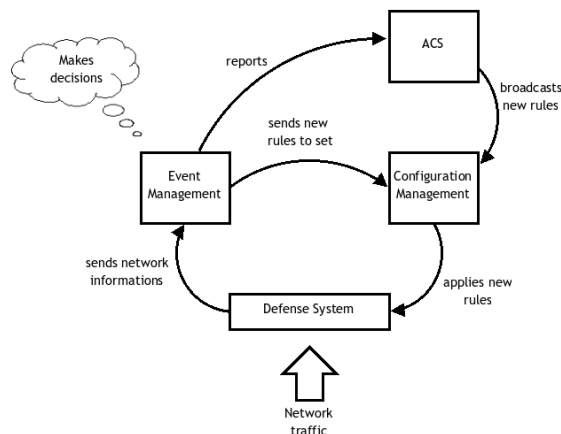 Makes
decisions
reports
ACS
broadcasts
new rules
sends new
rules to set
Event
Management
Configuration
Management
sends network
informations
applies new
rules
Defense System
Network
traffic